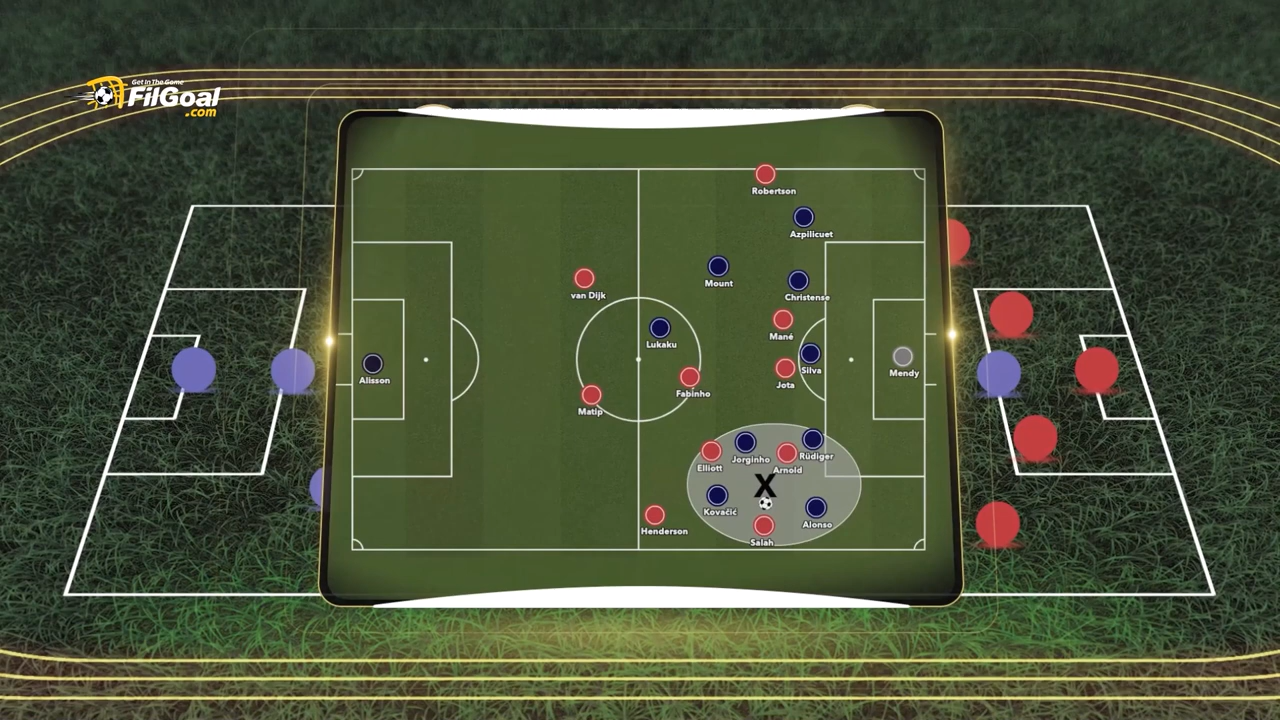 Get In The Game
FilGoal
.com
Robertson
Azpilicuet
Mount
Christense
van Dijk
Mané
Lukaku
Silva
Mendy
Alisson
Jota
Fabinho
Matip
Jorginho
Rüdiger
Elliott
Arnold
X
Kovačić
Alonso
Henderson
Salah